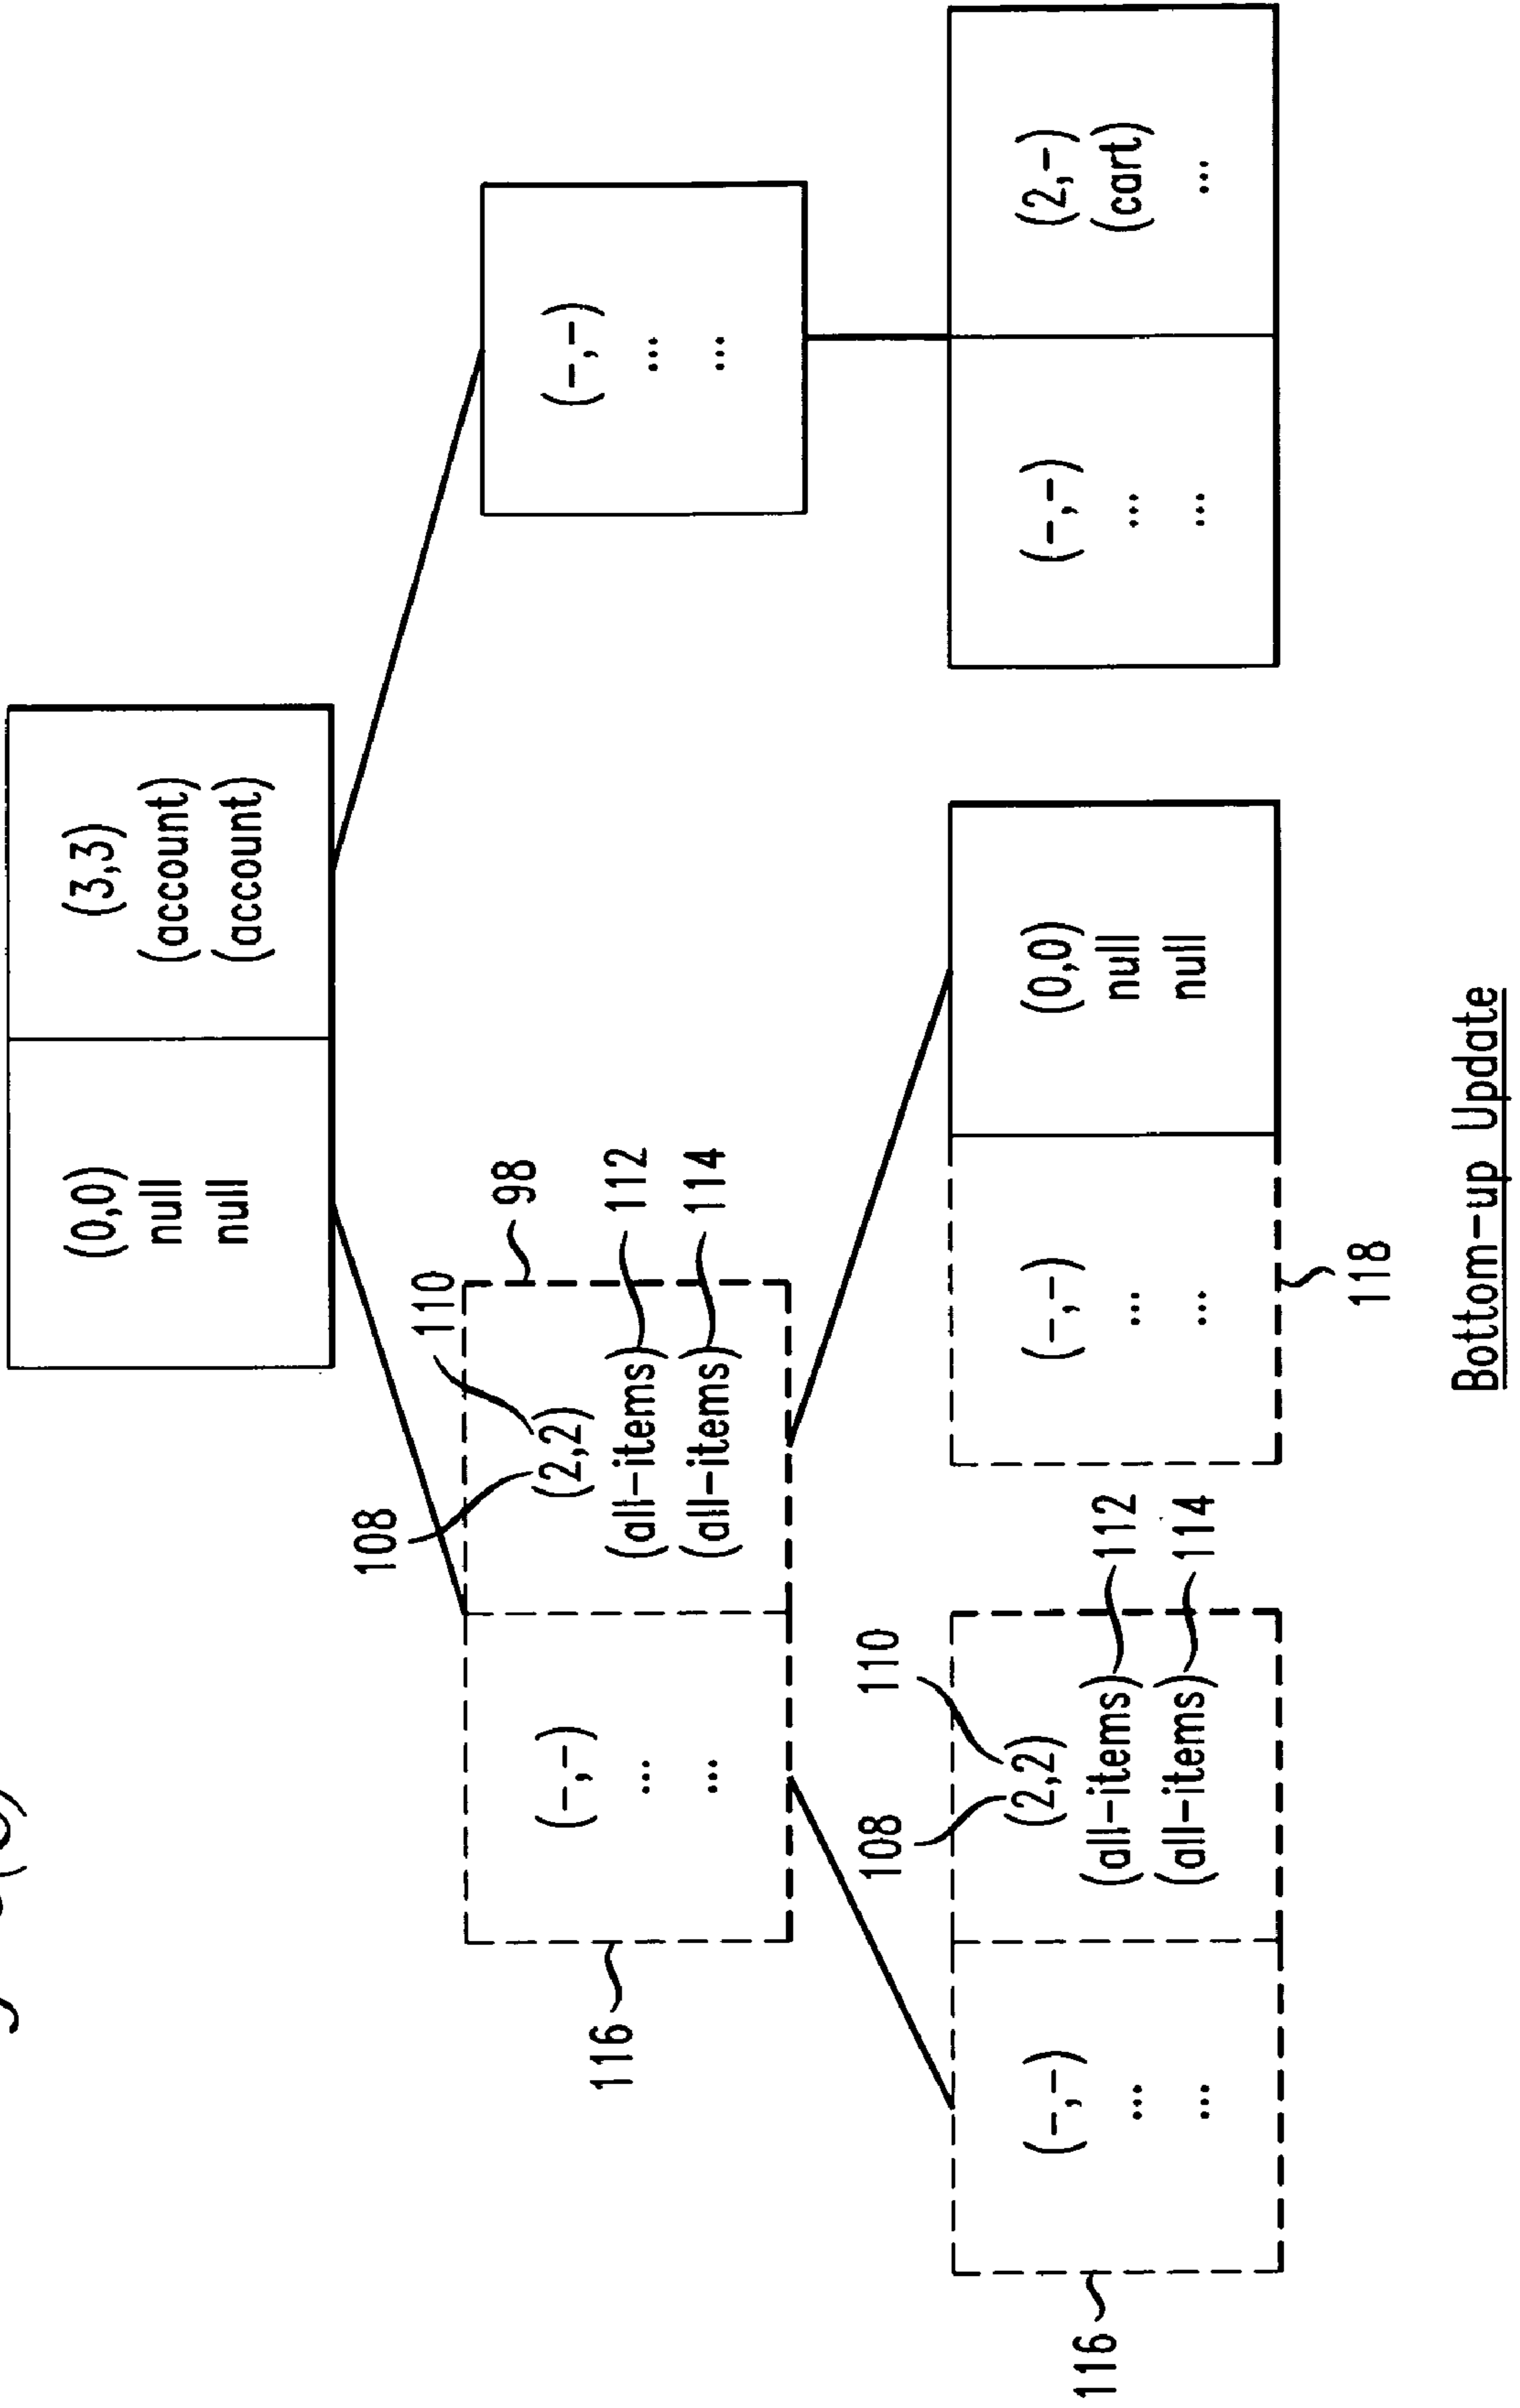 (0,0)
null
null
(3,3)
(account)
(account)
108
110
98
116
(-,-)
...
...
(2,2)
(all-items)
(all-items)
112
114
(-,-)
...
...
108
110
116
(-,-)
...
...
(2,2)
(all-items)
(all-items)
112
114
(-,-)
...
...
(0,0)
null
null
118
(-,-)
...
...
(2,-)
(cart)
...
Bottom-up Update